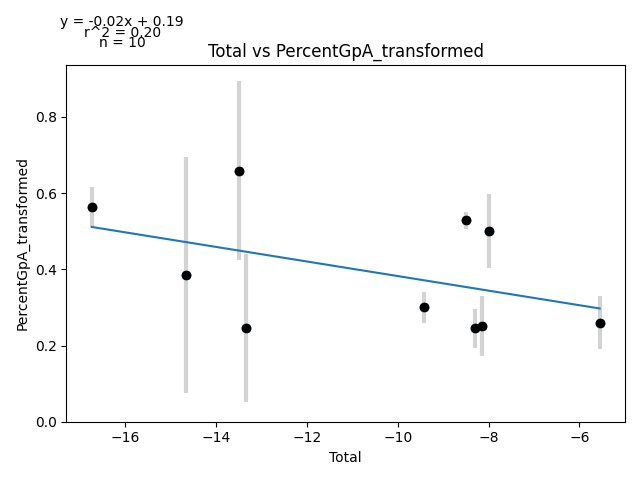 y = -0.02x + 0.19
r^2 = 0.20
n = 10
Total vs PercentGpA_transformed
PercentGpA_transformed
0.8
0.6
0.4
0.2
0.0
−16
−14
−12
−10
−8
−6
Total